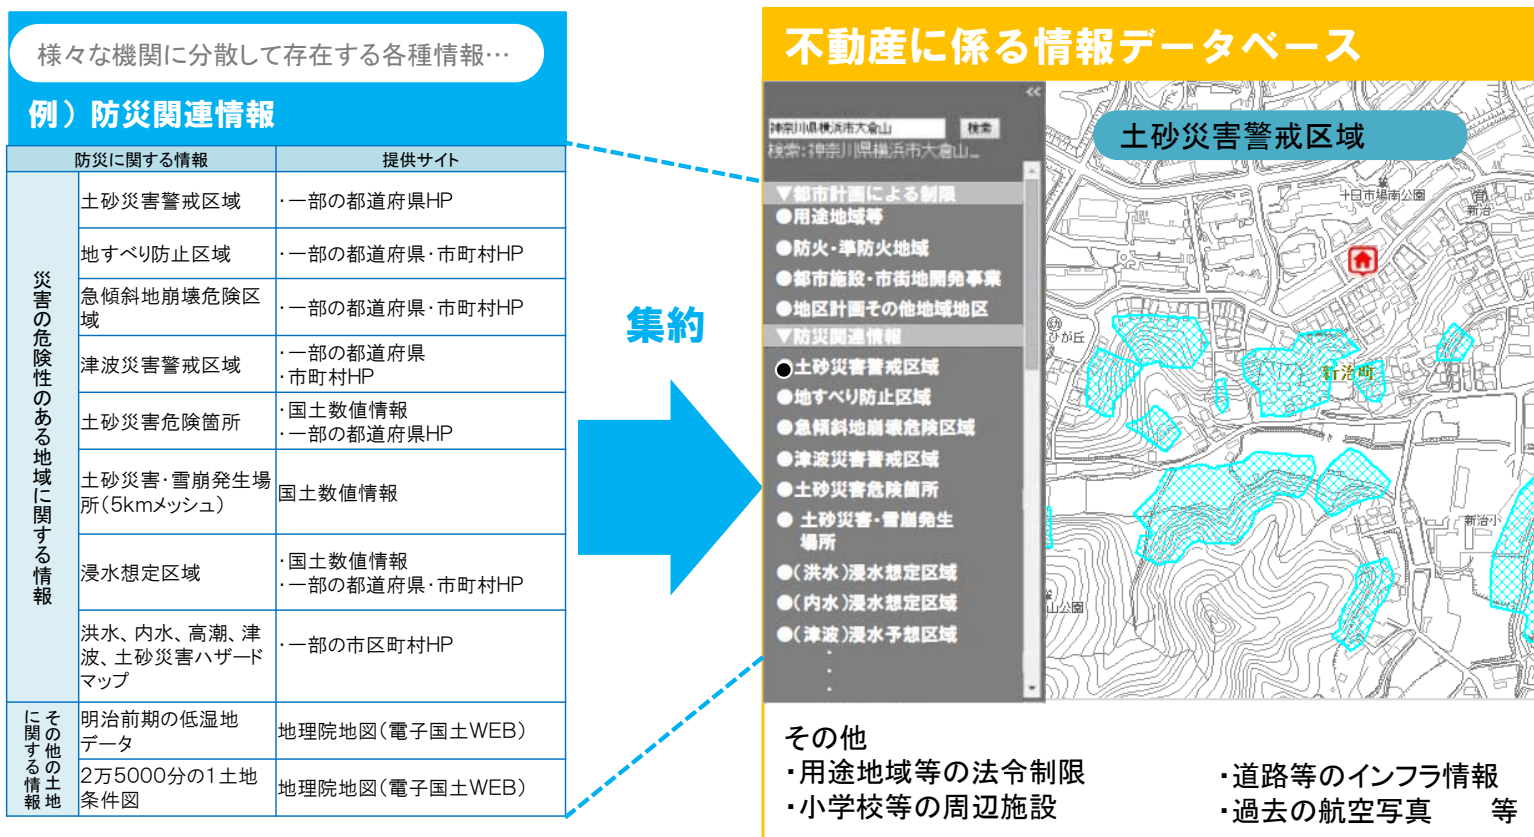 様々な機関に分散して存在する各種情報…
例）防災関連情報
防災に関する情報
提供サイト
災害の危険性のある地域に関する情報
土砂災害警戒区域
・一部の都道府県HP
地すべり防止区域
・一部の都道府県・市町村HP
急傾斜地崩壊危険区
域
・一部の都道府県・市町村HP
津波災害警戒区域
・一部の都道府県
・市町村HP
土砂災害危険箇所
・国土数値情報
・一部の都道府県HP
土砂災害・雪崩発生場
所（5kmメッシュ）
国土数値情報
浸水想定区域
・国土数値情報
・一部の都道府県・市町村HP
洪水、内水、高潮、津
波、土砂災害ハザード
マップ
・一部の市区町村HP
その他の土地
に関する情報
明治前期の低湿地
データ
地理院地図（電子国土WEB）
2万5000分の1土地
条件図
地理院地図（電子国土WEB）
集約
不動産に係る情報データベース
<<
神奈川県横浜市大倉山
検索
検索：神奈川県横浜市大倉山_
▼都市計画による制限
●用途地域等
●防火・準防火地域
●都市施設・市街地開発事業
●地区計画その他地域地区
▼防災関連情報
●土砂災害警戒区域
●地すべり防止区域
●急傾斜地崩壊危険区域
●津波災害警戒区域
●土砂災害危険箇所
● 土砂災害・雪崩発生
場所
●（洪水）浸水想定区域
●（内水）浸水想定区域
●（津波）浸水予想区域
・
・
・
土砂災害警戒区域
十日市場南公園
新治
ひが丘
新治町
新治小
山公園
その他
・用途地域等の法令制限
・小学校等の周辺施設
・道路等のインフラ情報
・過去の航空写真　等